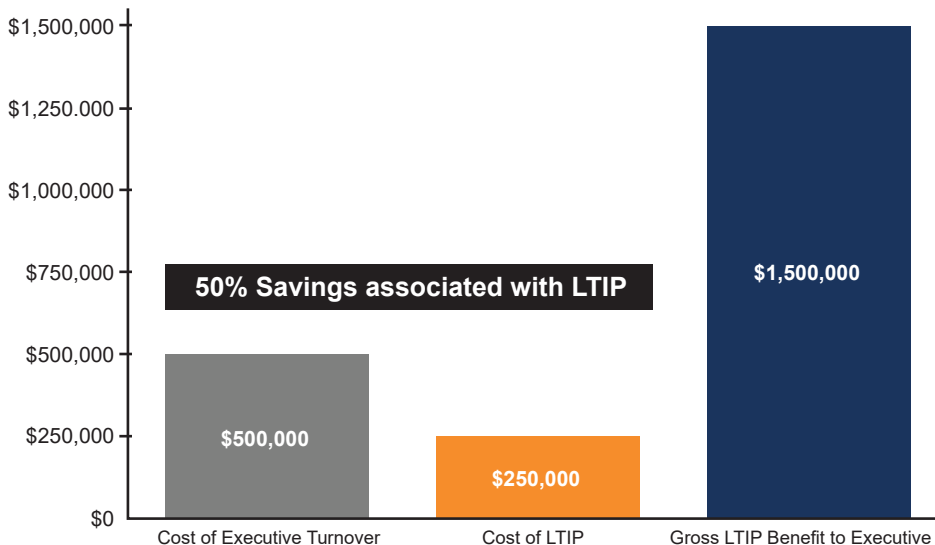 $1,500,000
$1,250.000
$1,000,000
$750,000
$500,000
$250,000
$0
50% Savings associated with LTIP
$500,000
$250,000
$1,500,000
Cost of Executive Turnover
Cost of LTIP
Gross LTIP Benefit to Executive